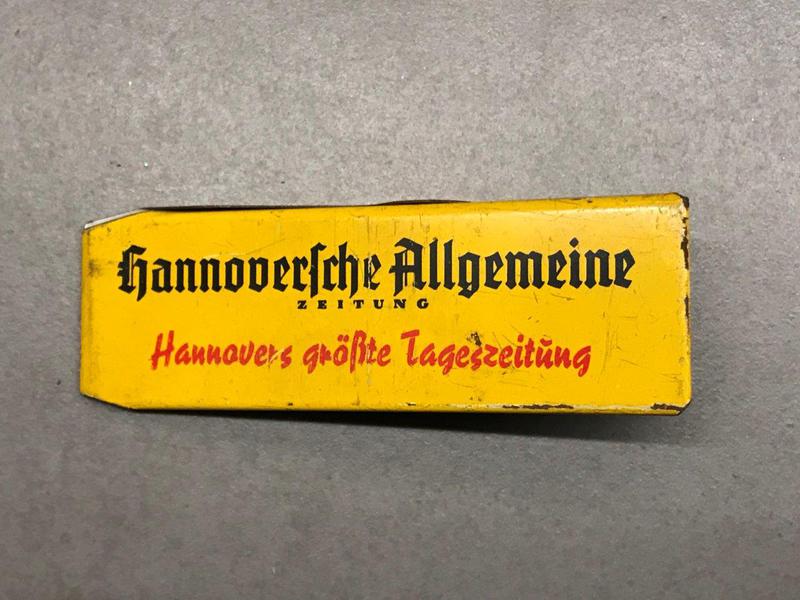 Hannoverſche Allgemeine
ZEITUNG
Hannovers größte Tageszeitung